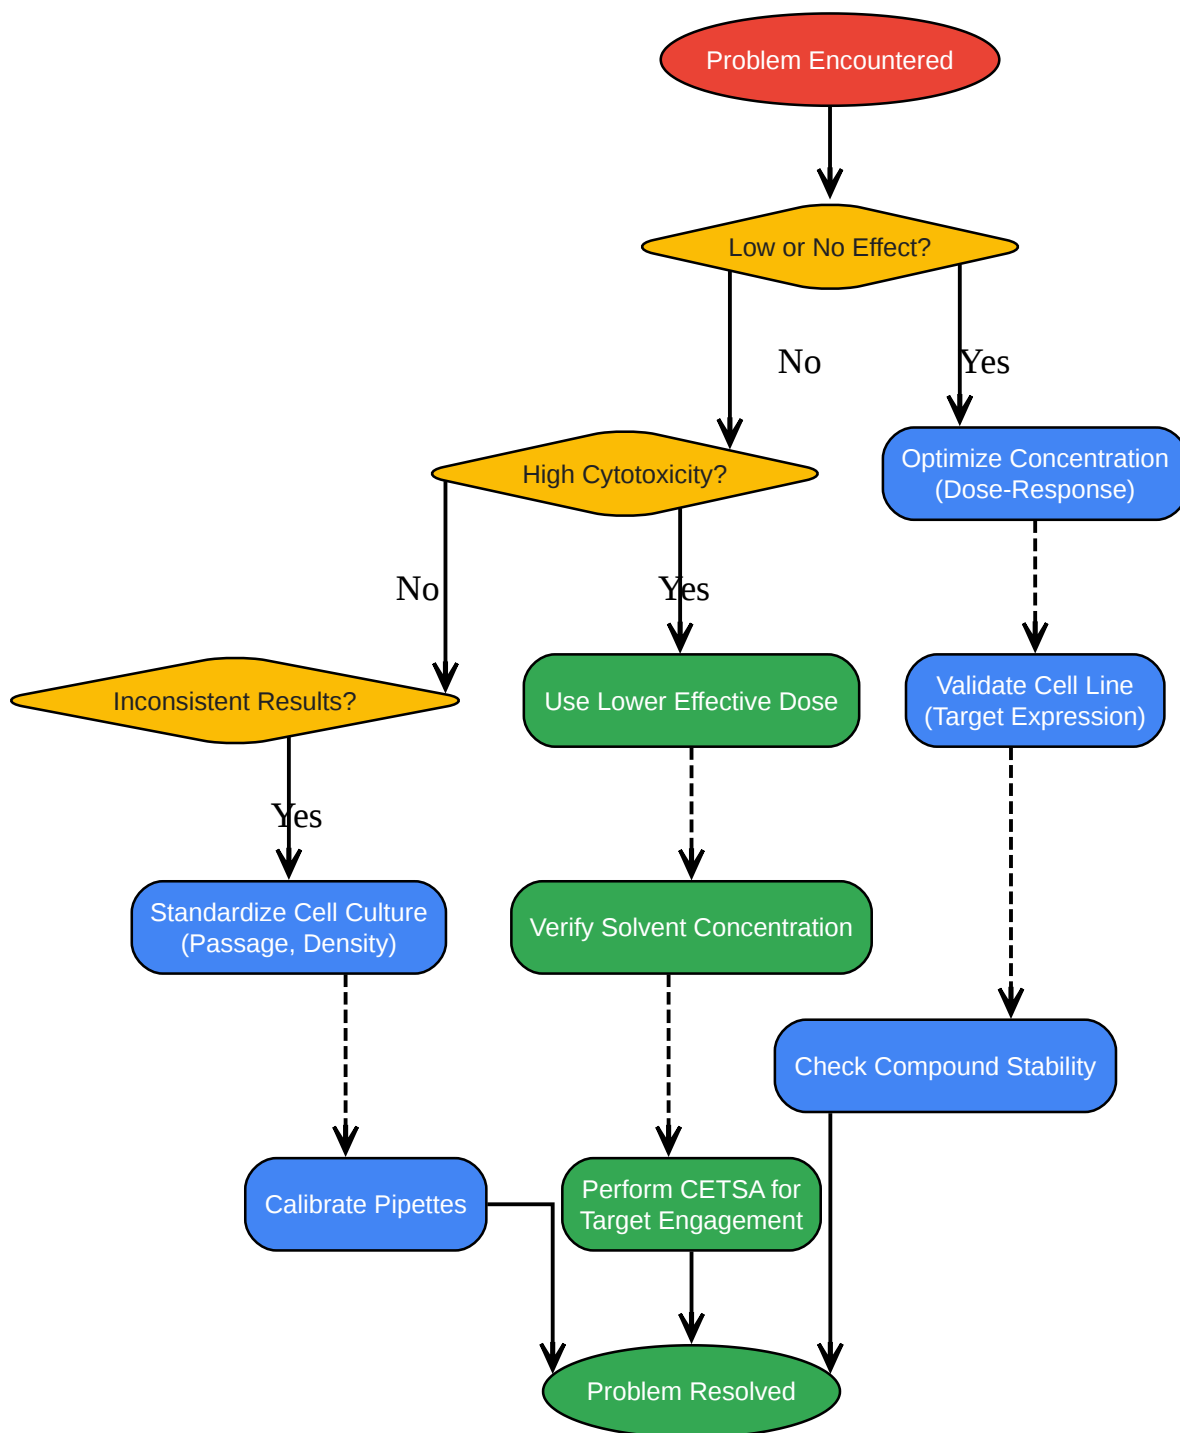 Problem Encountered
Low or No Effect?
No
Yes
High Cytotoxicity?
Optimize Concentration
(Dose-Response)
No
Yes
Inconsistent Results?
Use Lower Effective Dose
Validate Cell Line
(Target Expression)
Yes
Standardize Cell Culture
(Passage, Density)
Verify Solvent Concentration
Check Compound Stability
Calibrate Pipettes
Perform CETSA for
Target Engagement
Problem Resolved